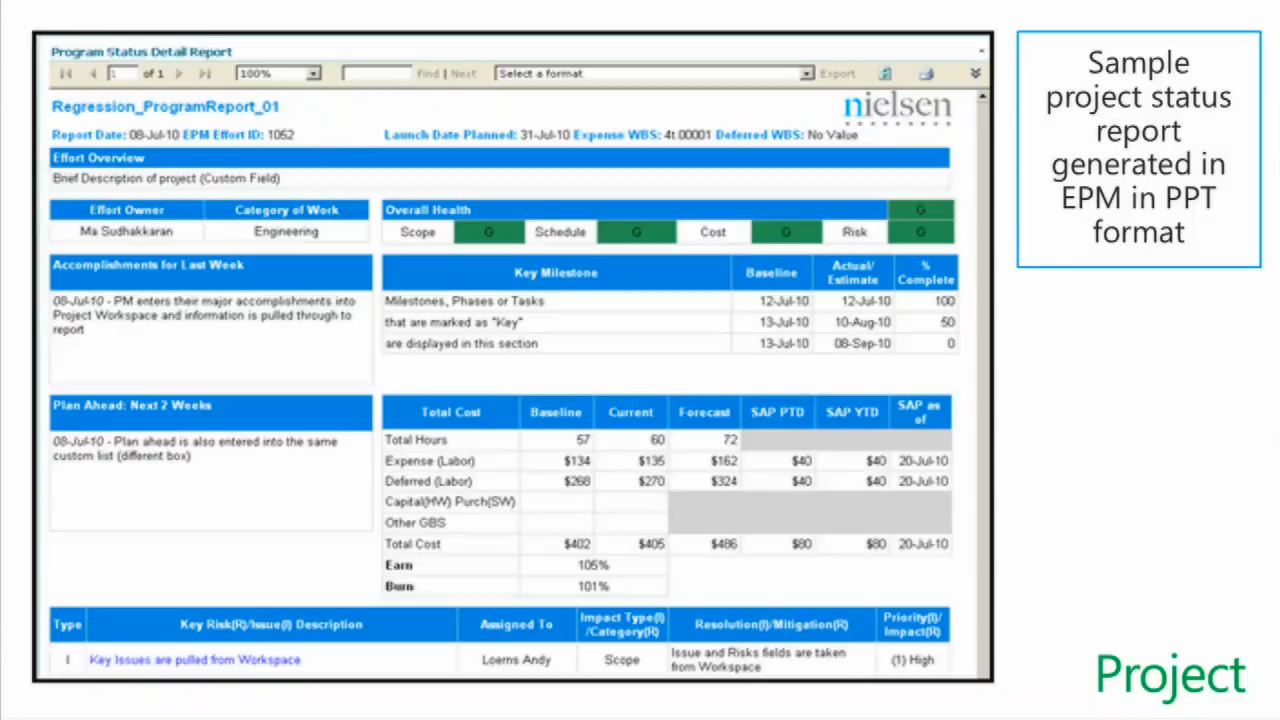 Program Status Detail Report
1 of 1 100% Find | Next Select a format Export
Regression_ProgramReport_01
nielsen
Report Date: 08-Jul-10 EPM Effort ID: 1052 Launch Date Planned: 31-Jul-10 Expense WBS: 4t.00001 Deferred WBS: No Value
Effort Overview
Brief Description of project (Custom Field)
Effort Owner Category of Work
Ma Sudhakkaran Engineering
Overall Health G
Scope G Schedule G Cost G Risk G
Accomplishments for Last Week
08-Jul-10 - PM enters their major accomplishments into
Project Workspace and information is pulled through to
report
Key Milestone Baseline Actual/ Estimate % Complete
Milestones, Phases or Tasks 12-Jul-10 12-Jul-10 100
that are marked as "Key" 13-Jul-10 10-Aug-10 50
are displayed in this section 13-Jul-10 08-Sep-10 0
Plan Ahead: Next 2 Weeks
08-Jul-10 - Plan ahead is also entered into the same
custom list (different box)
Total Cost Baseline Current Forecast SAP PTD SAP YTD SAP as of
Total Hours 57 60 72
Expense (Labor) $134 $135 $162 $40 $40 20-Jul-10
Deferred (Labor) $268 $270 $324 $40 $40 20-Jul-10
Capital(HW) Purch(SW)
Other GBS
Total Cost $402 $405 $486 $80 $80 20-Jul-10
Earn 105%
Burn 101%
Type Key Risk(R)/Issue(I) Description Assigned To Impact Type(I) /Category(R) Resolution(I)/Mitigation(R) Priority(I)/ Impact(R)
I Key Issues are pulled from Workspace Loerns Andy Scope Issue and Risks fields are taken from Workspace (1) High
Sample
project status
report
generated in
EPM in PPT
format
Project